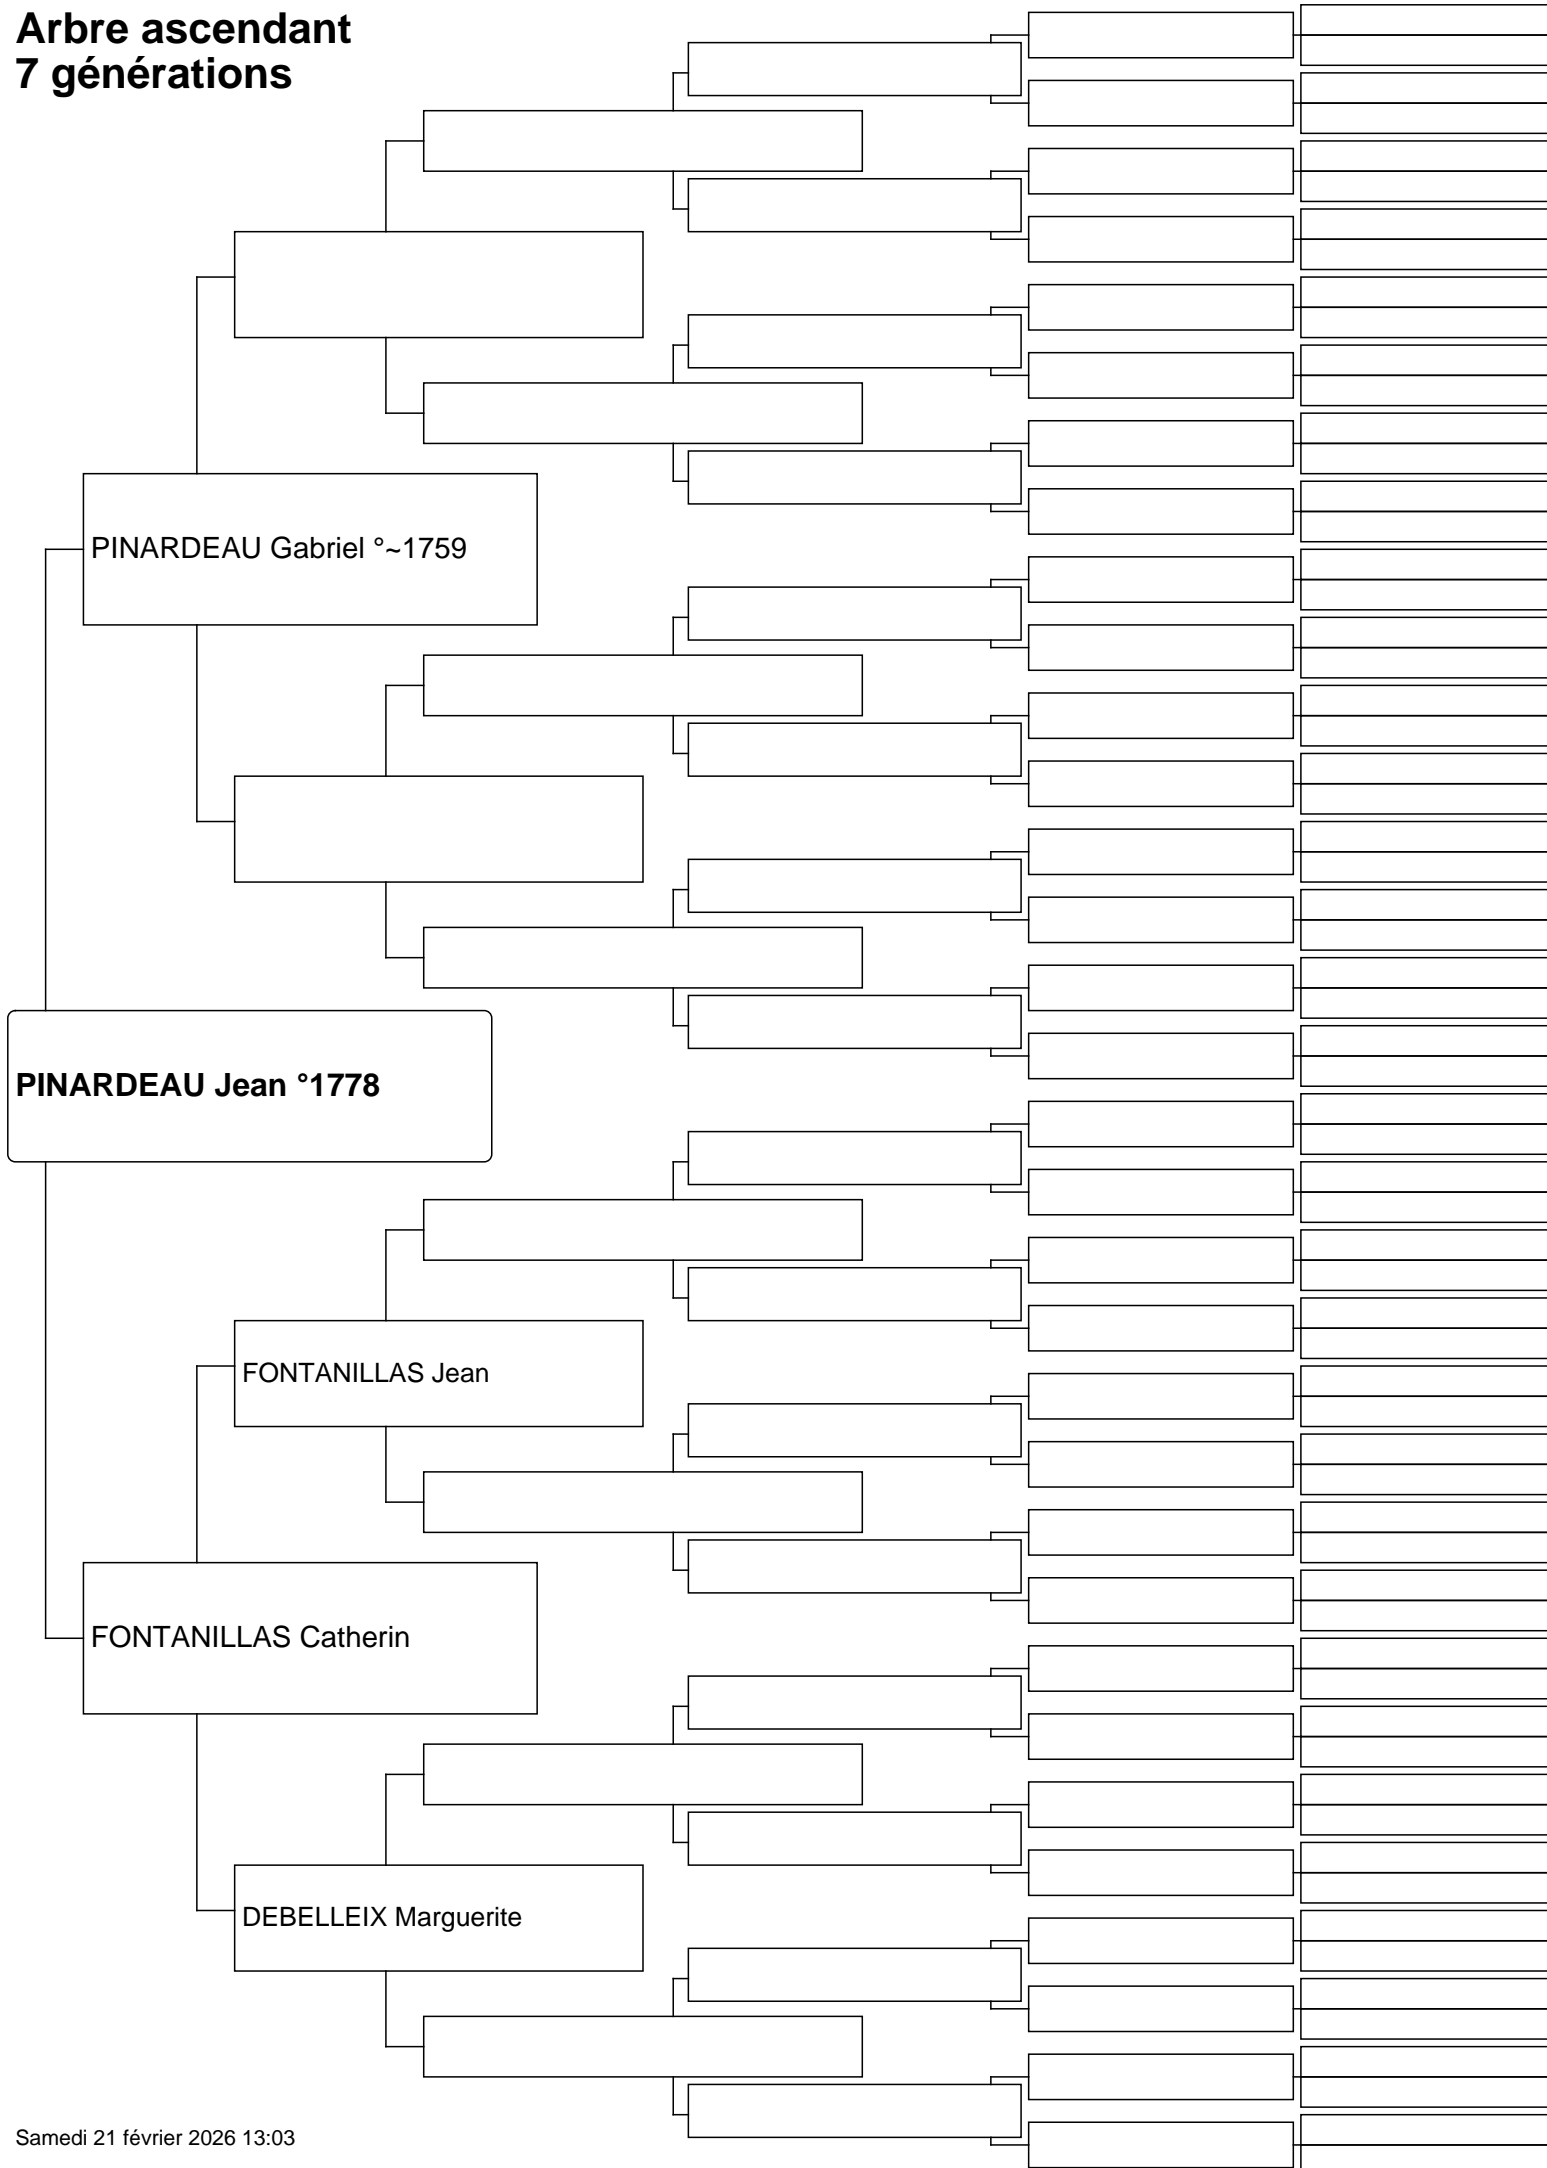 Arbre ascendant
7 générations
PINARDEAU Gabriel °~1759
PINARDEAU Jean °1778
FONTANILLAS Jean
FONTANILLAS Catherin
DEBELLEIX Marguerite
Samedi 21 février 2026 13:03